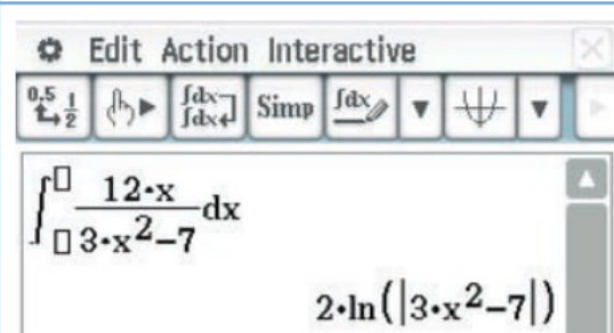 Edit Action Interactive
0.5 1/2 ∫dx ∫dx Simp ∫dx
∫ 12·x/(3·x²−7) dx
2·ln(|3·x²−7|)